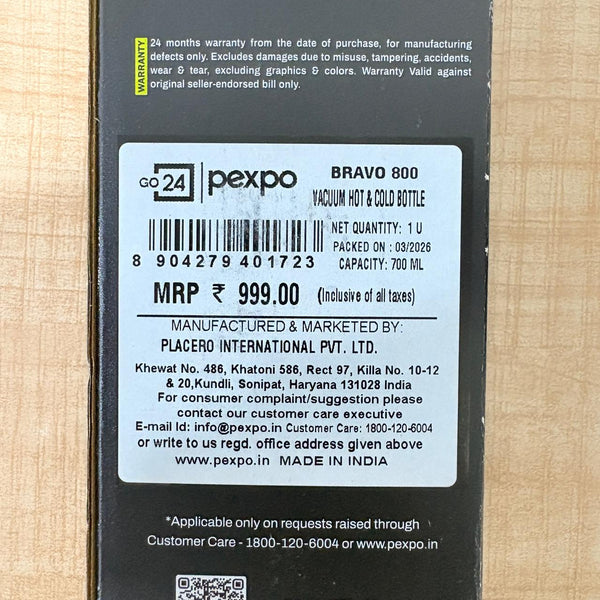 WARRANTY
24 months warranty from the date of purchase, for manufacturing
defects only. Excludes damages due to misuse, tampering, accidents,
wear & tear, excluding graphics & colors. Warranty Valid against
original seller-endorsed bill only.
GO 24 | pexpo
BRAVO 800
VACUUM HOT & COLD BOTTLE
NET QUANTITY: 1 U
PACKED ON : 03/2026
CAPACITY: 700 ML
8 904279 401723
MRP ₹ 999.00 (Inclusive of all taxes)
MANUFACTURED & MARKETED BY:
PLACERO INTERNATIONAL PVT. LTD.
Khewat No. 486, Khatoni 586, Rect 97, Killa No. 10-12
& 20,Kundli, Sonipat, Haryana 131028 India
For consumer complaint/suggestion please
contact our customer care executive
E-mail Id: info@pexpo.in Customer Care: 1800-120-6004
or write to us regd. office address given above
www.pexpo.in MADE IN INDIA
*Applicable only on requests raised through
Customer Care - 1800-120-6004 or www.pexpo.in